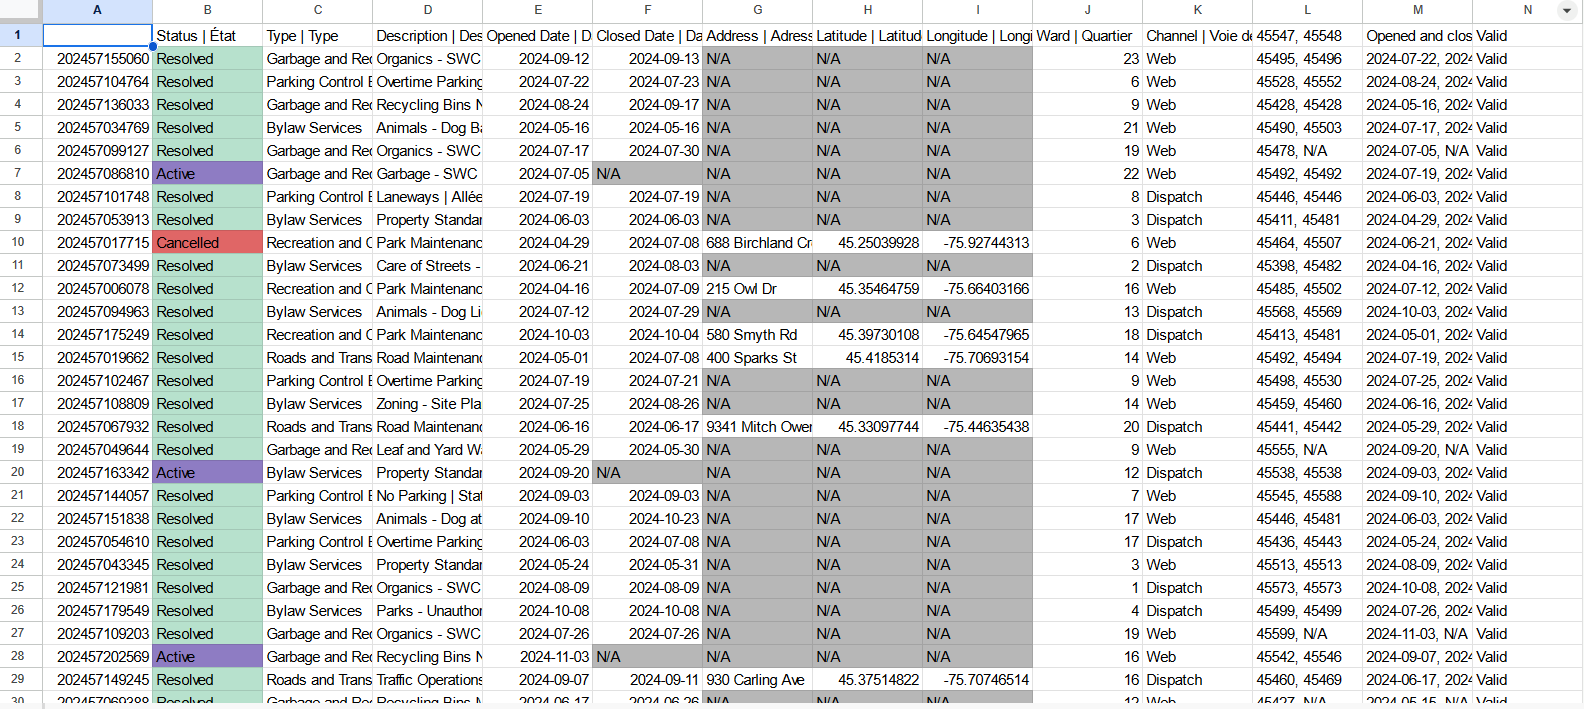 A B C D E F G H I J K L M N
1 Status | État Type | Type Description | Des Opened Date | D Closed Date | Da Address | Adress Latitude | Latitud Longitude | Longi Ward | Quartier Channel | Voie de 45547, 45548 Opened and clos Valid
2 202457155060 Resolved Garbage and Rec Organics - SWC 2024-09-12 2024-09-13 N/A N/A N/A 23 Web 45495, 45496 2024-07-22, 2024 Valid
3 202457104764 Resolved Parking Control E Overtime Parking 2024-07-22 2024-07-23 N/A N/A N/A 6 Web 45528, 45552 2024-08-24, 2024 Valid
4 202457136033 Resolved Garbage and Rec Recycling Bins N 2024-08-24 2024-09-17 N/A N/A N/A 9 Web 45428, 45428 2024-05-16, 2024 Valid
5 202457034769 Resolved Bylaw Services Animals - Dog Ba 2024-05-16 2024-05-16 N/A N/A N/A 21 Web 45490, 45503 2024-07-17, 2024 Valid
6 202457099127 Resolved Garbage and Rec Organics - SWC 2024-07-17 2024-07-30 N/A N/A N/A 19 Web 45478, N/A 2024-07-05, N/A Valid
7 202457086810 Active Garbage and Rec Garbage - SWC 2024-07-05 N/A N/A N/A N/A 22 Web 45492, 45492 2024-07-19, 2024 Valid
8 202457101748 Resolved Parking Control E Laneways | Allée 2024-07-19 2024-07-19 N/A N/A N/A 8 Dispatch 45446, 45446 2024-06-03, 2024 Valid
9 202457053913 Resolved Bylaw Services Property Standar 2024-06-03 2024-06-03 N/A N/A N/A 3 Dispatch 45411, 45481 2024-04-29, 2024 Valid
10 202457017715 Cancelled Recreation and C Park Maintenanc 2024-04-29 2024-07-08 688 Birchland Cr 45.25039928 -75.92744313 6 Web 45464, 45507 2024-06-21, 2024 Valid
11 202457073499 Resolved Bylaw Services Care of Streets - 2024-06-21 2024-08-03 N/A N/A N/A 2 Dispatch 45398, 45482 2024-04-16, 2024 Valid
12 202457006078 Resolved Recreation and C Park Maintenanc 2024-04-16 2024-07-09 215 Owl Dr 45.35464759 -75.66403166 16 Web 45485, 45502 2024-07-12, 2024 Valid
13 202457094963 Resolved Bylaw Services Animals - Dog Li 2024-07-12 2024-07-29 N/A N/A N/A 13 Dispatch 45568, 45569 2024-10-03, 2024 Valid
14 202457175249 Resolved Recreation and C Park Maintenanc 2024-10-03 2024-10-04 580 Smyth Rd 45.39730108 -75.64547965 18 Dispatch 45413, 45481 2024-05-01, 2024 Valid
15 202457019662 Resolved Roads and Trans Road Maintenanc 2024-05-01 2024-07-08 400 Sparks St 45.4185314 -75.70693154 14 Web 45492, 45494 2024-07-19, 2024 Valid
16 202457102467 Resolved Parking Control E Overtime Parking 2024-07-19 2024-07-21 N/A N/A N/A 9 Web 45498, 45530 2024-07-25, 2024 Valid
17 202457108809 Resolved Bylaw Services Zoning - Site Pla 2024-07-25 2024-08-26 N/A N/A N/A 14 Web 45459, 45460 2024-06-16, 2024 Valid
18 202457067932 Resolved Roads and Trans Road Maintenanc 2024-06-16 2024-06-17 9341 Mitch Ower 45.33097744 -75.44635438 20 Dispatch 45441, 45442 2024-05-29, 2024 Valid
19 202457049644 Resolved Garbage and Rec Leaf and Yard Wa 2024-05-29 2024-05-30 N/A N/A N/A 9 Web 45555, N/A 2024-09-20, N/A Valid
20 202457163342 Active Bylaw Services Property Standar 2024-09-20 N/A N/A N/A N/A 12 Dispatch 45538, 45538 2024-09-03, 2024 Valid
21 202457144057 Resolved Parking Control E No Parking | Stat 2024-09-03 2024-09-03 N/A N/A N/A 7 Web 45545, 45588 2024-09-10, 2024 Valid
22 202457151838 Resolved Bylaw Services Animals - Dog at 2024-09-10 2024-10-23 N/A N/A N/A 17 Web 45446, 45481 2024-06-03, 2024 Valid
23 202457054610 Resolved Parking Control E Overtime Parking 2024-06-03 2024-07-08 N/A N/A N/A 17 Dispatch 45436, 45443 2024-05-24, 2024 Valid
24 202457043345 Resolved Bylaw Services Property Standar 2024-05-24 2024-05-31 N/A N/A N/A 3 Web 45513, 45513 2024-08-09, 2024 Valid
25 202457121981 Resolved Garbage and Rec Organics - SWC 2024-08-09 2024-08-09 N/A N/A N/A 1 Dispatch 45573, 45573 2024-10-08, 2024 Valid
26 202457179549 Resolved Bylaw Services Parks - Unauthor 2024-10-08 2024-10-08 N/A N/A N/A 4 Dispatch 45499, 45499 2024-07-26, 2024 Valid
27 202457109203 Resolved Garbage and Rec Organics - SWC 2024-07-26 2024-07-26 N/A N/A N/A 19 Web 45599, N/A 2024-11-03, N/A Valid
28 202457202569 Active Garbage and Rec Recycling Bins N 2024-11-03 N/A N/A N/A N/A 16 Web 45542, 45546 2024-09-07, 2024 Valid
29 202457149245 Resolved Roads and Trans Traffic Operations 2024-09-07 2024-09-11 930 Carling Ave 45.37514822 -75.70746514 16 Dispatch 45460, 45469 2024-06-17, 2024 Valid
30 Resolved Garbage and Rec Recycling Bins N 2024-06-17 2024-06-26 N/A N/A N/A 12 Web 45427, N/A 2024-05-15, N/A Valid